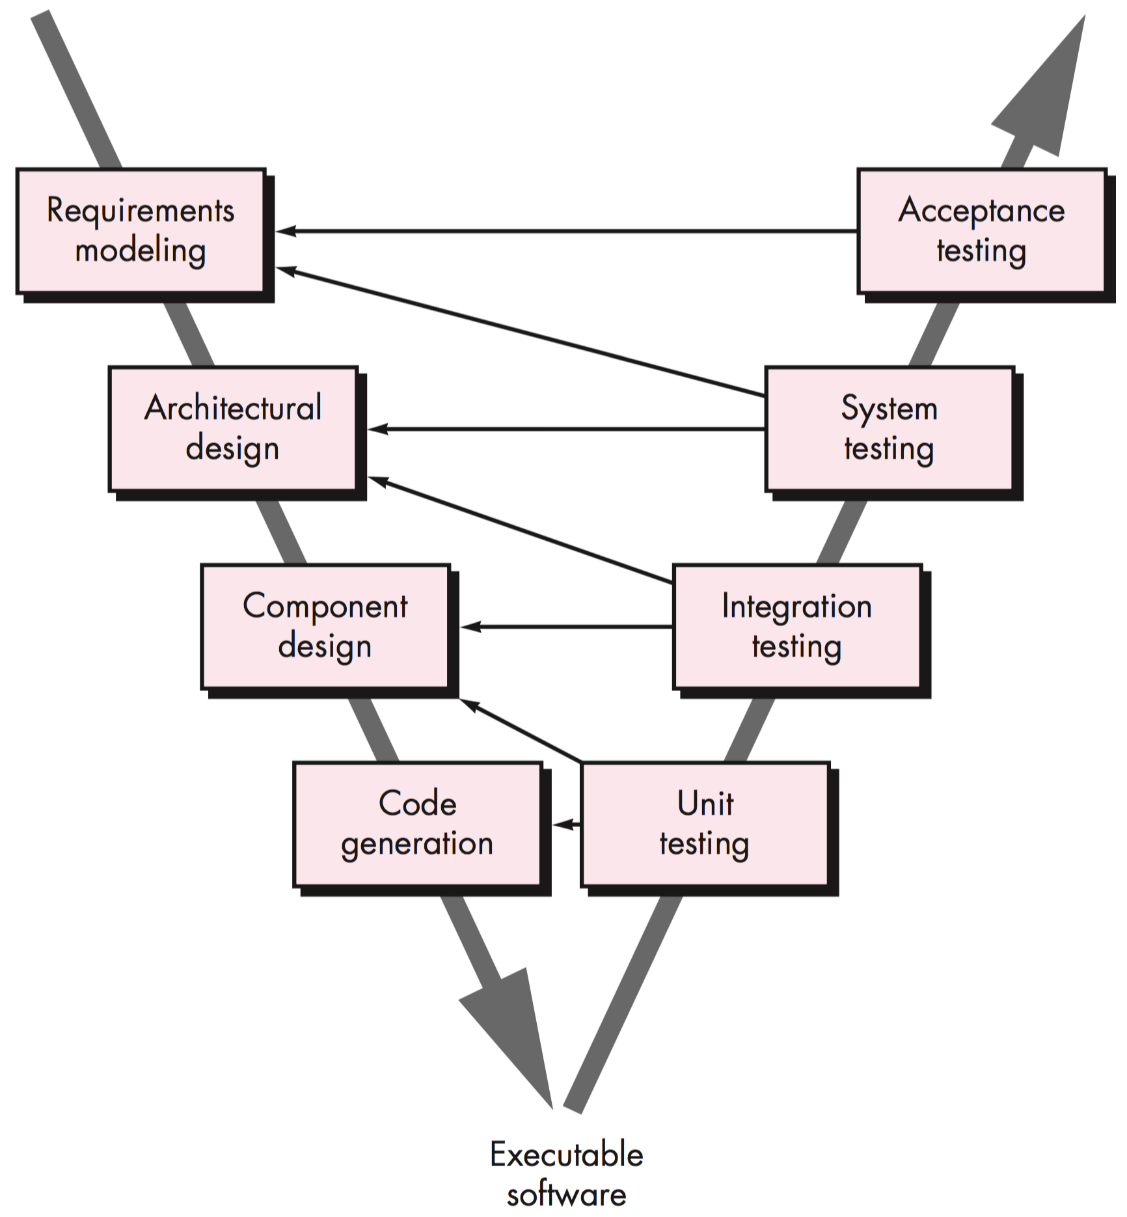 Requirements
modeling
Acceptance
testing
Architectural
design
System
testing
Component
design
Integration
testing
Code
generation
Unit
testing
Executable
software